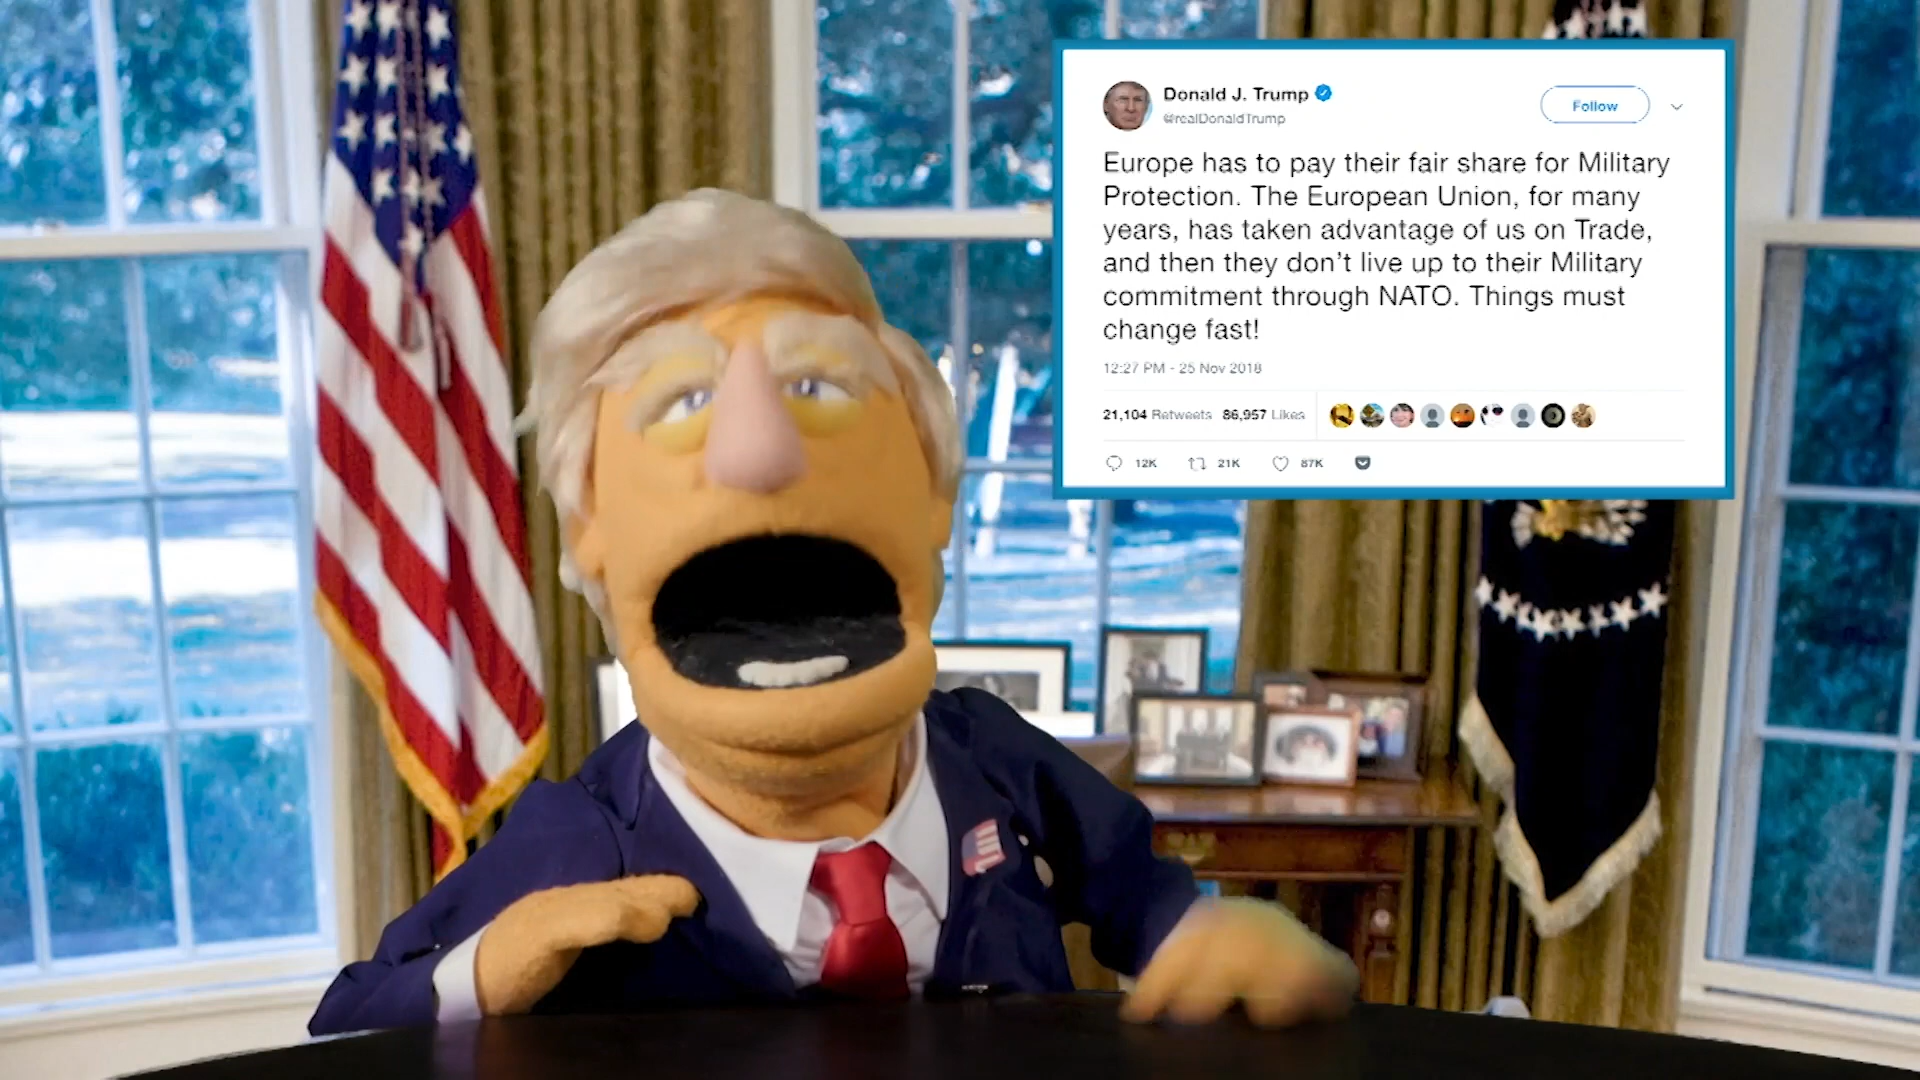 Donald J. Trump
@realDonaldTrump
Follow
Europe has to pay their fair share for Military
Protection. The European Union, for many
years, has taken advantage of us on Trade,
and then they don't live up to their Military
commitment through NATO. Things must
change fast!
12:27 PM - 25 Nov 2018
21,104 Retweets 86,957 Likes
12K 21K 87K